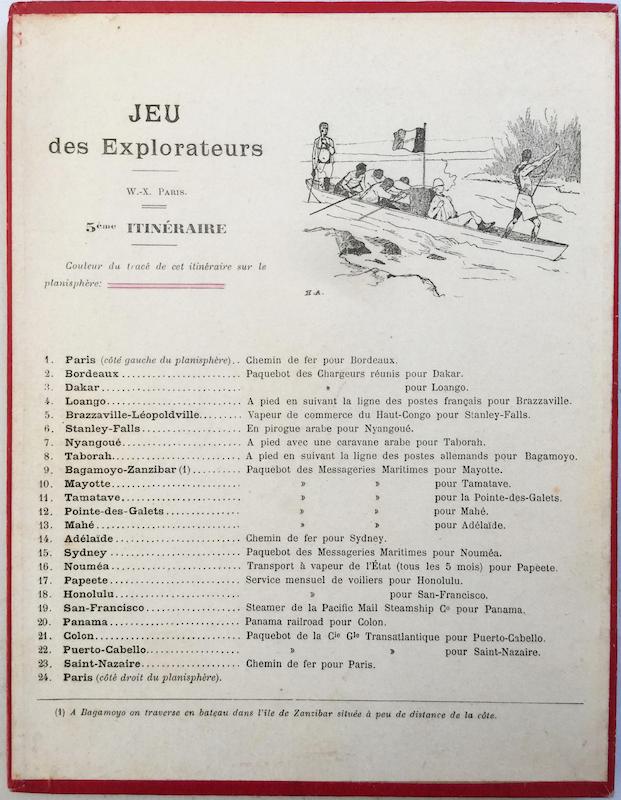 JEU
des Explorateurs
W.-X. Paris.
5ème ITINÉRAIRE
Couleur du tracé de cet itinéraire sur le
planisphère:
H.A.
1. Paris (côté gauche du planisphère).. Chemin de fer pour Bordeaux.
2. Bordeaux....................... Paquebot des Chargeurs réunis pour Dakar.
3. Dakar.......................... » pour Loango.
4. Loango......................... A pied en suivant la ligne des postes français pour Brazzaville.
5. Brazzaville-Léopoldville........ Vapeur de commerce du Haut-Congo pour Stanley-Falls.
6. Stanley-Falls................... En pirogue arabe pour Nyangoué.
7. Nyangoué....................... A pied avec une caravane arabe pour Taborah.
8. Taborah........................ A pied en suivant la ligne des postes allemands pour Bagamoyo.
9. Bagamoyo-Zanzibar (1).......... Paquebot des Messageries Maritimes pour Mayotte.
10. Mayotte........................ » » pour Tamatave.
11. Tamatave....................... » » pour la Pointe-des-Galets.
12. Pointe-des-Galets............... » » pour Mahé.
13. Mahé........................... » » pour Adélaïde.
14. Adélaïde....................... Chemin de fer pour Sydney.
15. Sydney......................... Paquebot des Messageries Maritimes pour Nouméa.
16. Nouméa......................... Transport à vapeur de l'État (tous les 5 mois) pour Papeete.
17. Papeete........................ Service mensuel de voiliers pour Honolulu.
18. Honolulu....................... » pour San-Francisco.
19. San-Francisco.................. Steamer de la Pacific Mail Steamship Co pour Panama.
20. Panama......................... Panama railroad pour Colon.
21. Colon.......................... Paquebot de la Cie Gle Transatlantique pour Puerto-Cabello.
22. Puerto-Cabello.................. » » pour Saint-Nazaire.
23. Saint-Nazaire................... Chemin de fer pour Paris.
24. Paris (côté droit du planisphère).
(1) A Bagamoyo on traverse en bateau dans l'île de Zanzibar située à peu de distance de la côte.